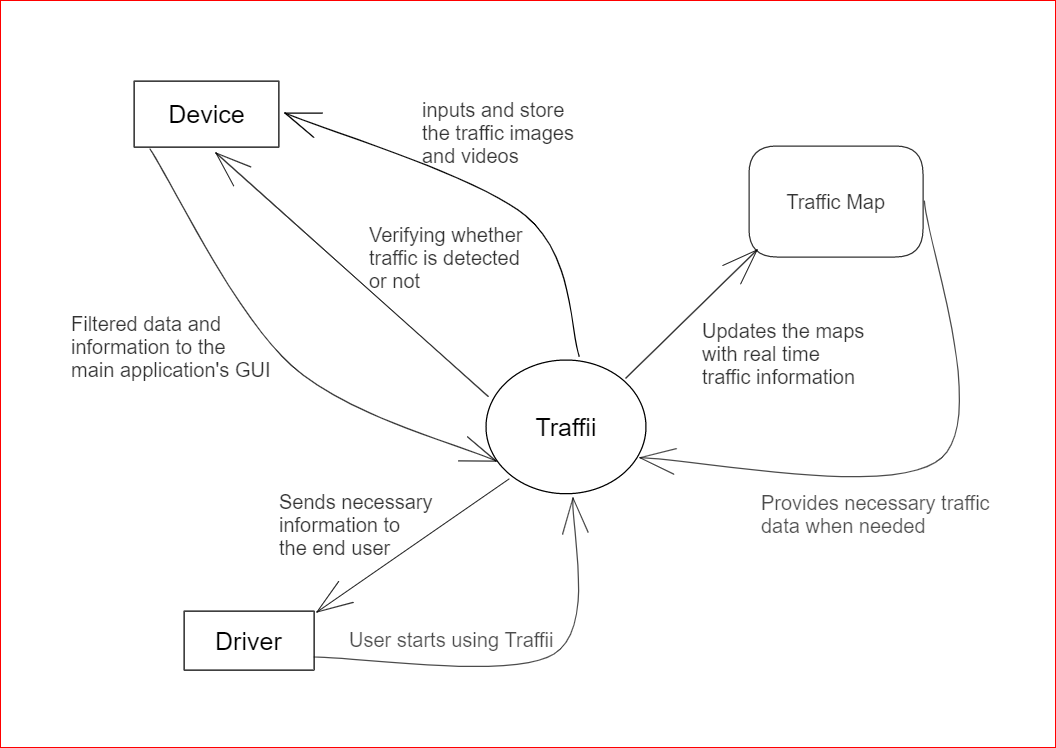 Device
inputs and store
the traffic images
and videos
Traffic Map
Verifying whether
traffic is detected
or not
Filtered data and
information to the
main application's GUI
Updates the maps
with real time
traffic information
Traffii
Sends necessary
information to
the end user
Provides necessary traffic
data when needed
Driver
User starts using Traffii